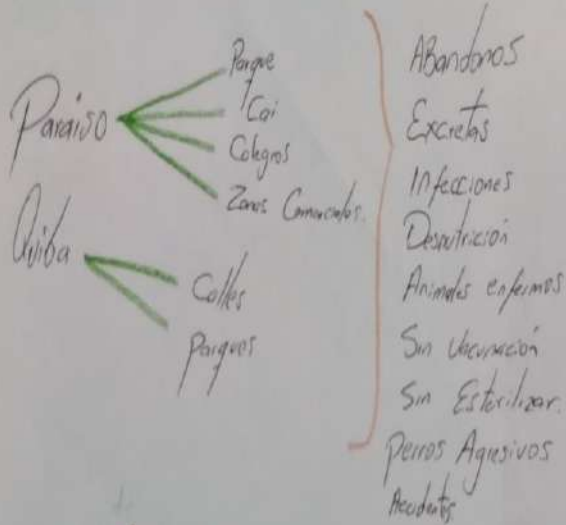 Paraiso
Parque
Cai
Colegios
Zonas Comerciales.
Quiba
Calles
Parques
Abandonos
Excretas
Infecciones
Desnutrición
Animales enfermos
Sin Vacunación
Sin Esterilizar.
Perros Agresivos
Accidentes